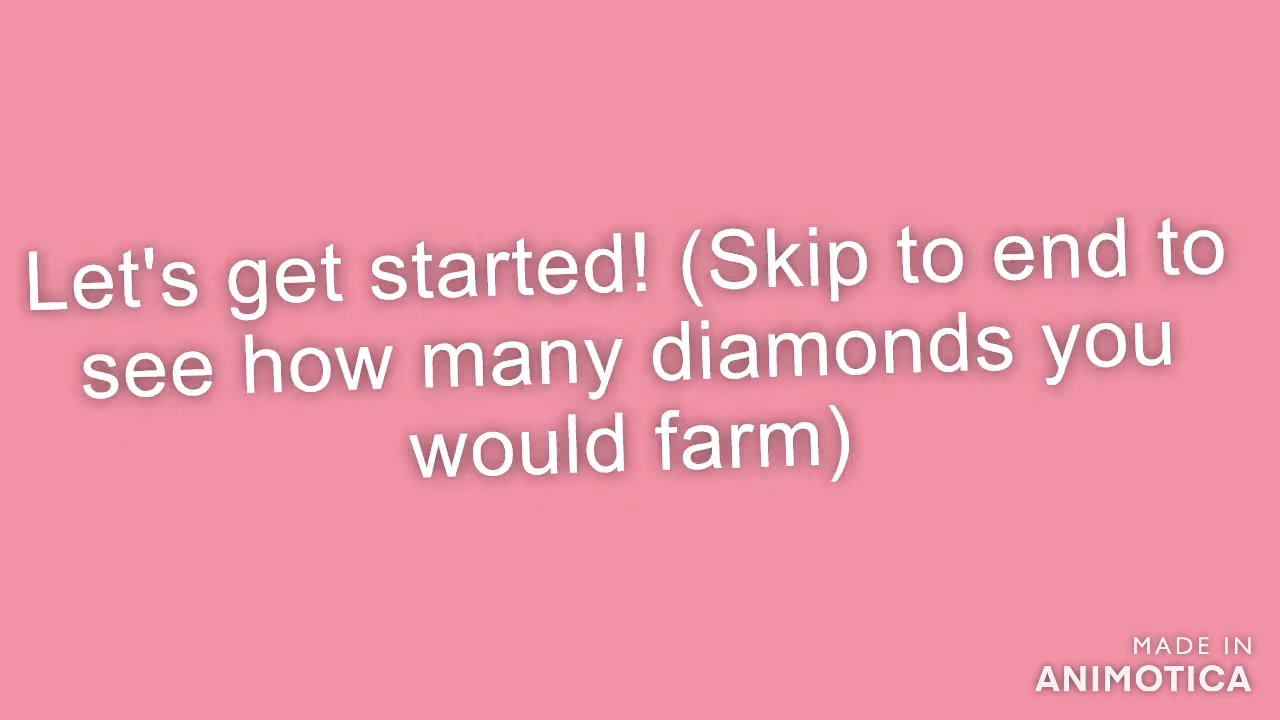 Let's get started! (Skip to end to
see how many diamonds you
would farm)
MADE IN
ANIMOTICA